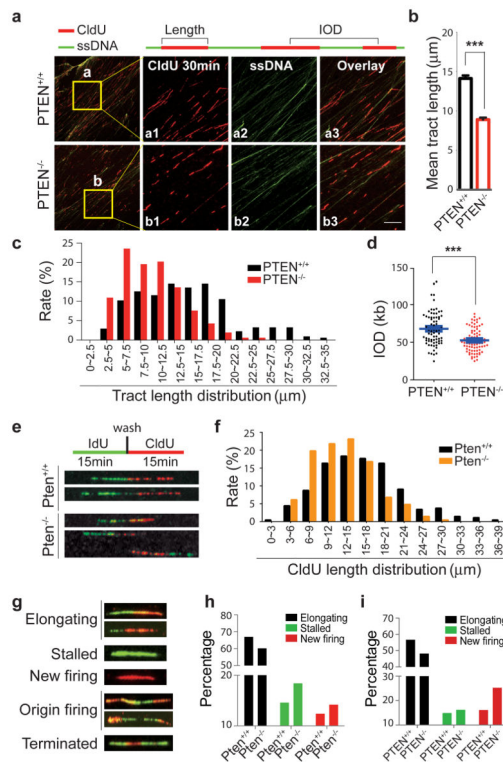 a
CldU
ssDNA
Length
IOD
PTEN+/+
a
CldU 30min
ssDNA
Overlay
a1
a2
a3
PTEN-/-
b
b1
b2
b3
b
Mean tract length (μm)
20
15
10
5
0
***
PTEN+/+
PTEN-/-
c
Rate (%)
25
20
15
10
5
0
PTEN+/+
PTEN-/-
0~2.5
2.5~5
5~7.5
7.5~10
10~12.5
12.5~15
15~17.5
17.5~20
20~22.5
22.5~25
25~27.5
27.5~30
30~32.5
32.5~35
Tract length distribution (μm)
d
IOD (kb)
150
100
50
0
***
PTEN+/+ PTEN-/-
e
wash
IdU
CldU
15min
15min
Pten+/+
Pten-/-
f
Rate (%)
25
20
15
10
5
0
Pten+/+
Pten-/-
0~3
3~6
6~9
9~12
12~15
15~18
18~21
21~24
24~27
27~30
30~33
33~36
36~39
CldU length distribution (μm)
g
Elongating
Stalled
New firing
Origin firing
Terminated
h
Percentage
70
60
50
40
20
10
Elongating
Stalled
New firing
Pten+/+
Pten-/-
Pten+/+
Pten-/-
Pten+/+
Pten-/-
i
Percentage
70
60
50
40
30
20
10
Elongating
Stalled
New firing
PTEN+/+
PTEN-/-
PTEN+/+
PTEN-/-
PTEN+/+
PTEN-/-